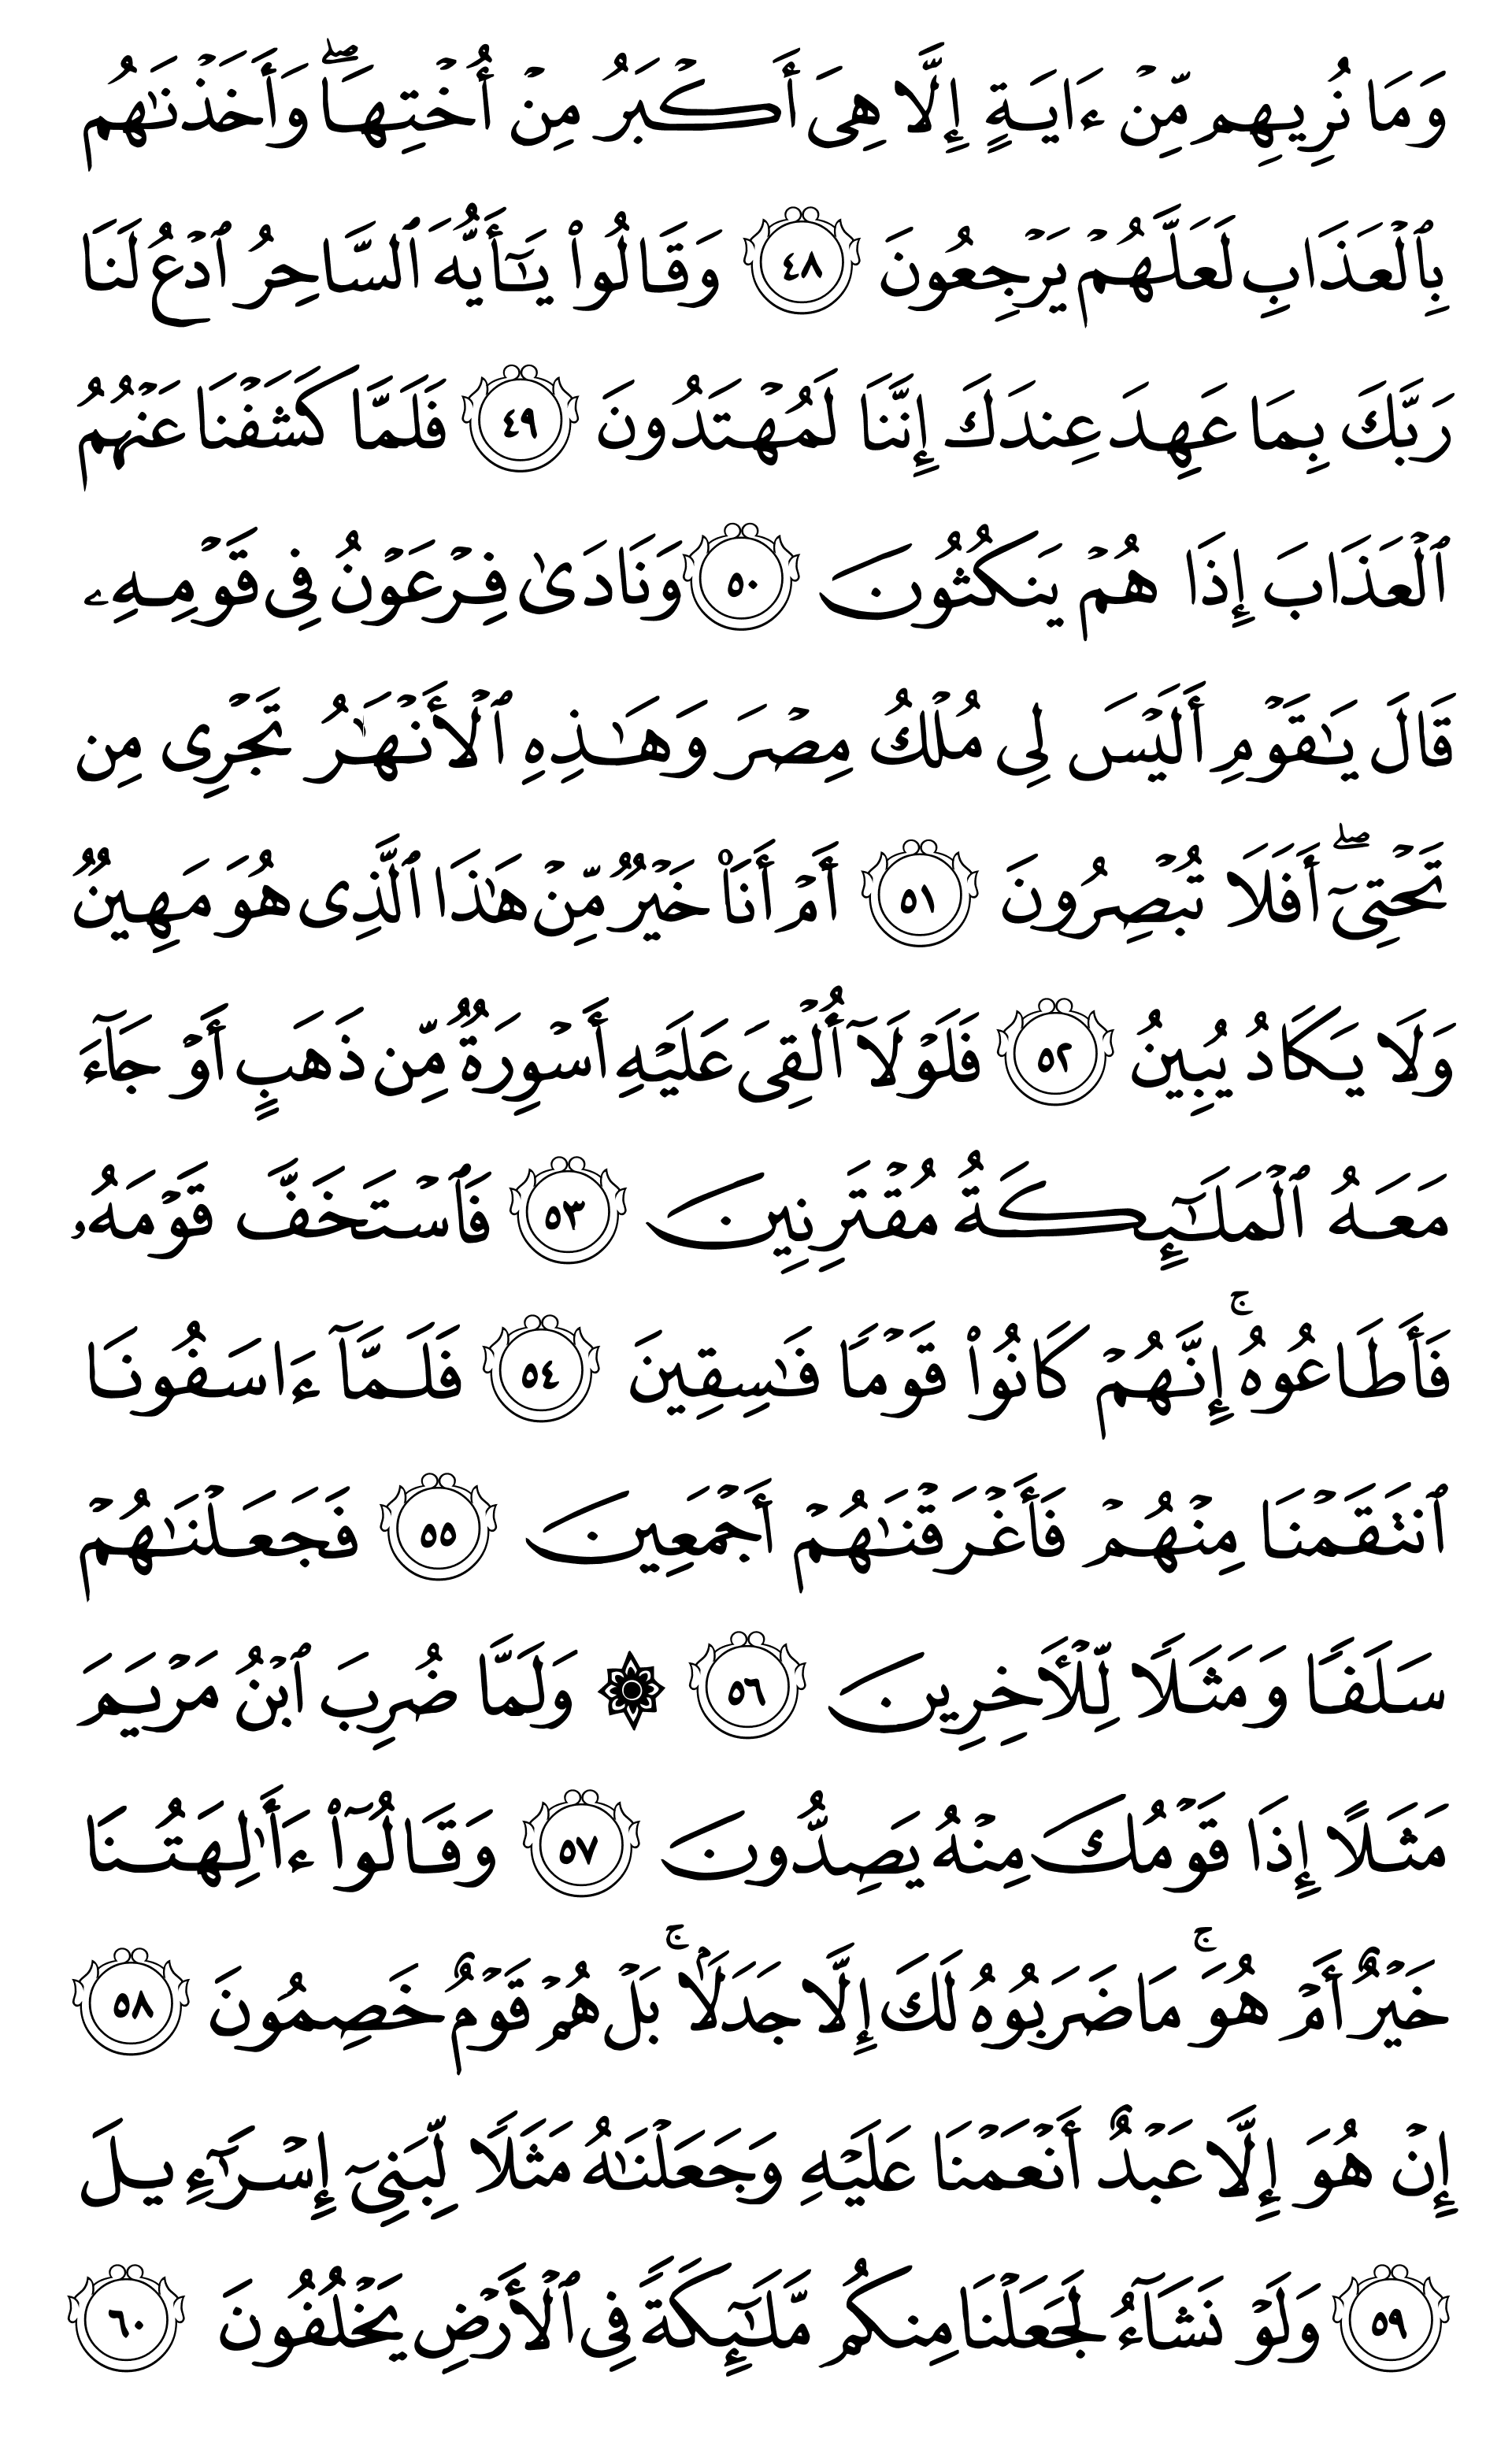 وَمَا نُرِيهِم مِّنۡ ءَايَةٍ إِلَّا هِىَ أَكۡبَرُ مِنۡ أُخۡتِهَاۖ وَأَخَذۡنَٰهُم
بِٱلۡعَذَابِ لَعَلَّهُمۡ يَرۡجِعُونَ ٤٨ وَقَالُواْ يَٰٓأَيُّهَ ٱلسَّاحِرُ ٱدۡعُ لَنَا
رَبَّكَ بِمَا عَهِدَ عِندَكَ إِنَّنَا لَمُهۡتَدُونَ ٤٩ فَلَمَّا كَشَفۡنَا عَنۡهُمُ
ٱلۡعَذَابَ إِذَا هُمۡ يَنكُثُونَ ٥٠ وَنَادَىٰ فِرۡعَوۡنُ فِى قَوۡمِهِۦ
قَالَ يَٰقَوۡمِ أَلَيۡسَ لِى مُلۡكُ مِصۡرَ وَهَٰذِهِ ٱلۡأَنۡهَٰرُ تَجۡرِى مِن
تَحۡتِىٓۖ أَفَلَا تُبۡصِرُونَ ٥١ أَمۡ أَنَا۠ خَيۡرٌ مِّنۡ هَٰذَا ٱلَّذِى هُوَ مَهِينٌ
وَلَا يَكَادُ يُبِينُ ٥٢ فَلَوۡلَآ أُلۡقِىَ عَلَيۡهِ أَسۡوِرَةٌ مِّن ذَهَبٍ أَوۡ جَآءَ
مَعَهُ ٱلۡمَلَٰٓئِكَةُ مُقۡتَرِنِينَ ٥٣ فَٱسۡتَخَفَّ قَوۡمَهُۥ
فَأَطَاعُوهُۚ إِنَّهُمۡ كَانُواْ قَوۡمًا فَٰسِقِينَ ٥٤ فَلَمَّآ ءَاسَفُونَا
ٱنتَقَمۡنَا مِنۡهُمۡ فَأَغۡرَقۡنَٰهُمۡ أَجۡمَعِينَ ٥٥ فَجَعَلۡنَٰهُمۡ
سَلَفًا وَمَثَلًا لِّلۡأٓخِرِينَ ٥٦ ۞ وَلَمَّا ضُرِبَ ٱبۡنُ مَرۡيَمَ
مَثَلًا إِذَا قَوۡمُكَ مِنۡهُ يَصِدُّونَ ٥٧ وَقَالُوٓاْ ءَأَٰلِهَتُنَا
خَيۡرٌ أَمۡ هُوَۚ مَا ضَرَبُوهُ لَكَ إِلَّا جَدَلَۢاۚ بَلۡ هُمۡ قَوۡمٌ خَصِمُونَ ٥٨
إِنۡ هُوَ إِلَّا عَبۡدٌ أَنۡعَمۡنَا عَلَيۡهِ وَجَعَلۡنَٰهُ مَثَلًا لِّبَنِىٓ إِسۡرَٰٓءِيلَ
٥٩ وَلَوۡ نَشَآءُ لَجَعَلۡنَا مِنكُم مَّلَٰٓئِكَةً فِى ٱلۡأَرۡضِ يَخۡلُفُونَ ٦٠